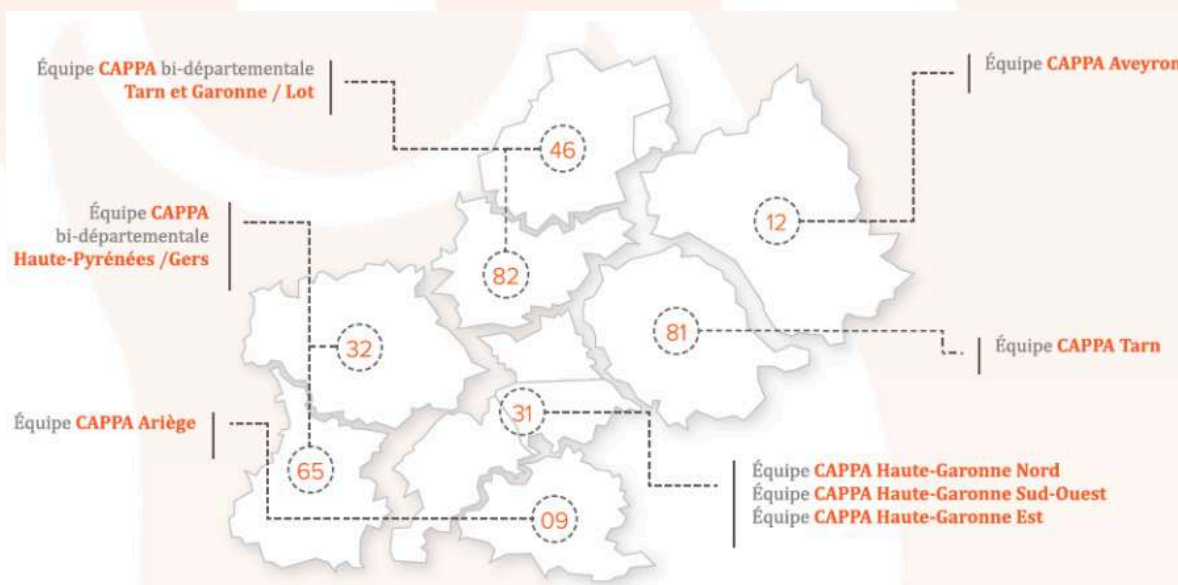 Équipe CAPPA bi-départementale
Tarn et Garonne / Lot
Équipe CAPPA Aveyron
46
12
Équipe CAPPA
bi-départementale
Haute-Pyrénées /Gers
82
81
32
Équipe CAPPA Tarn
31
Équipe CAPPA Ariège
65
Équipe CAPPA Haute-Garonne Nord
Équipe CAPPA Haute-Garonne Sud-Ouest
Équipe CAPPA Haute-Garonne Est
09